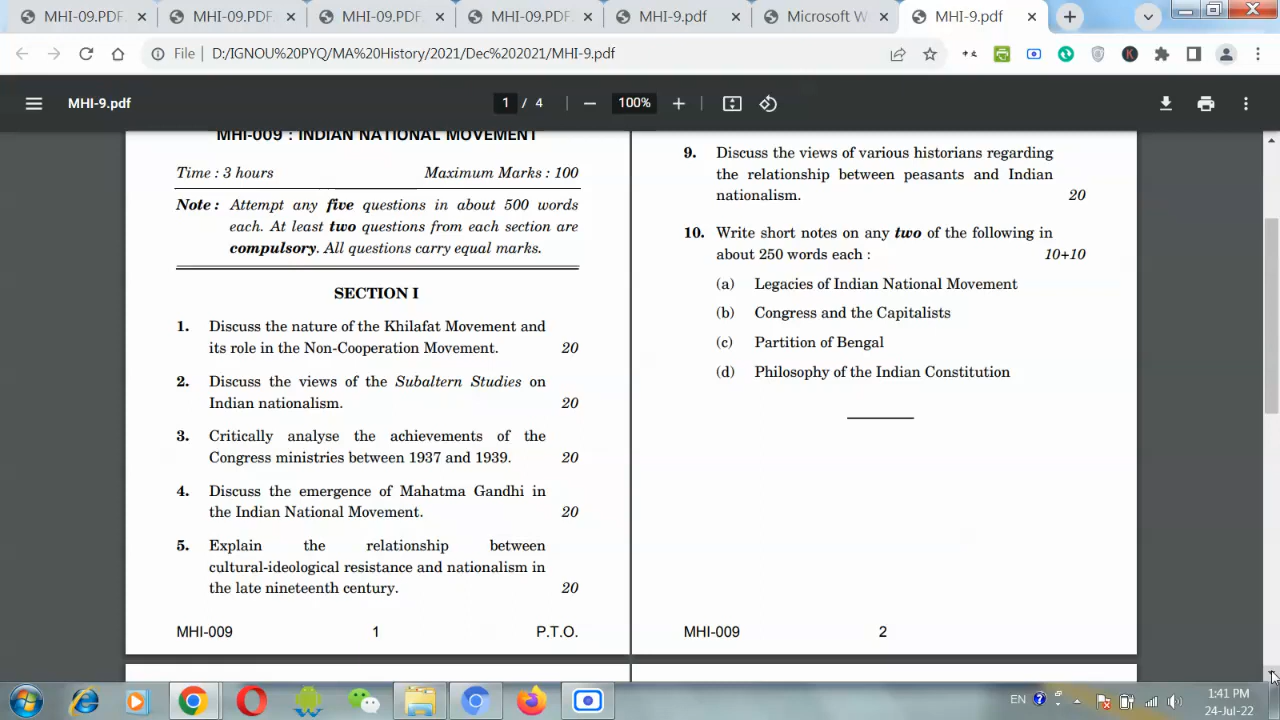 MHI-09.PDF
MHI-09.PDF
MHI-09.PDF
MHI-09.PDF
MHI-9.pdf
Microsoft W
MHI-9.pdf
File
D:/IGNOU%20PYO/MA%20History/2021/Dec%202021/MHI-9.pdf
MHI-9.pdf
1 / 4
100%
MHI-009 : INDIAN NATIONAL MOVEMENT
Time : 3 hours Maximum Marks : 100
Note : Attempt any five questions in about 500 words
each. At least two questions from each section are
compulsory. All questions carry equal marks.
SECTION I
1. Discuss the nature of the Khilafat Movement and
its role in the Non-Cooperation Movement. 20
2. Discuss the views of the Subaltern Studies on
Indian nationalism. 20
3. Critically analyse the achievements of the
Congress ministries between 1937 and 1939. 20
4. Discuss the emergence of Mahatma Gandhi in
the Indian National Movement. 20
5. Explain the relationship between
cultural-ideological resistance and nationalism in
the late nineteenth century. 20
MHI-009 1 P.T.O.
9. Discuss the views of various historians regarding
the relationship between peasants and Indian
nationalism. 20
10. Write short notes on any two of the following in
about 250 words each : 10+10
(a) Legacies of Indian National Movement
(b) Congress and the Capitalists
(c) Partition of Bengal
(d) Philosophy of the Indian Constitution
MHI-009 2
EN
1:41 PM
24-Jul-22